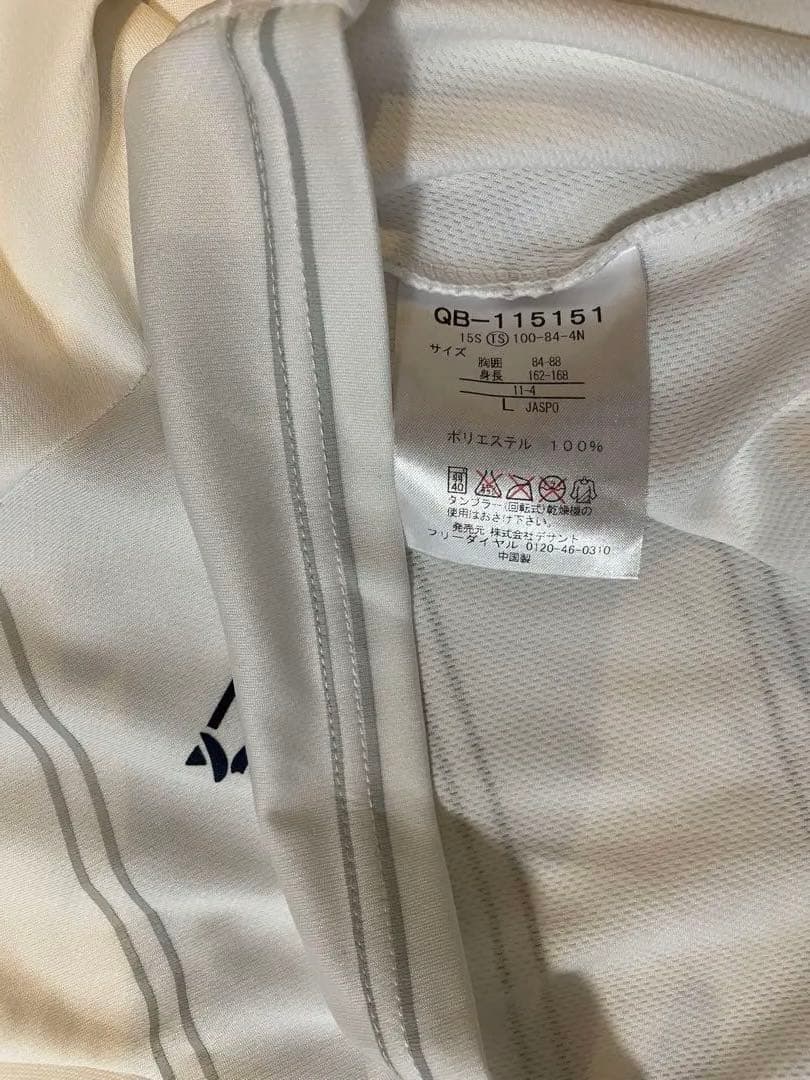 QB-115151
15S TS 100-84-4N
サイズ
胸囲 84-88
身長 162-168
11-4
L JASPO
ポリエステル 100%
弱
40
タンブラー(回転式)乾燥機の
使用はおさけ下さい。
発売元 株式会社デサント
フリーダイヤル 0120-46-0310
中国製